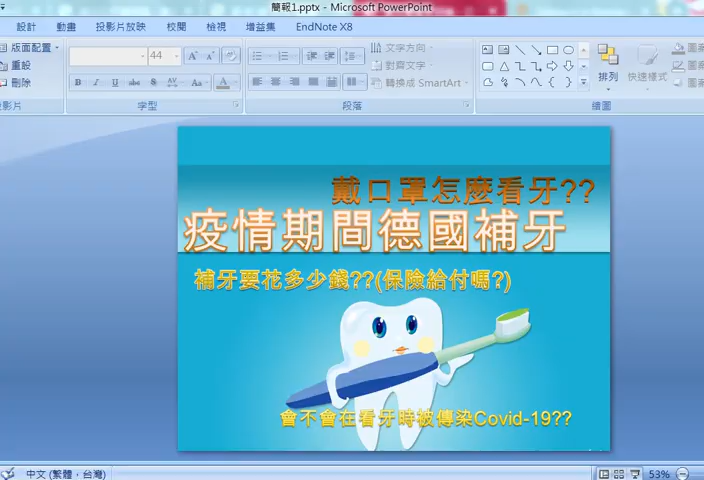 簡報1.pptx - Microsoft PowerPoint
設計 動畫 投影片放映 校閱 檢視 增益集 EndNote X8
版面配置 44 A A 文字方向
重設 對齊文字
刪除 B I U abe S AV Aa A 轉換成 SmartArt 排列 快速樣式
影片 字型 段落 繪圖
戴口罩怎麼看牙??
疫情期間德國補牙
補牙要花多少錢??(保險給付嗎?)
會不會在看牙時被傳染Covid-19??
中文 (繁體，台灣) 53%